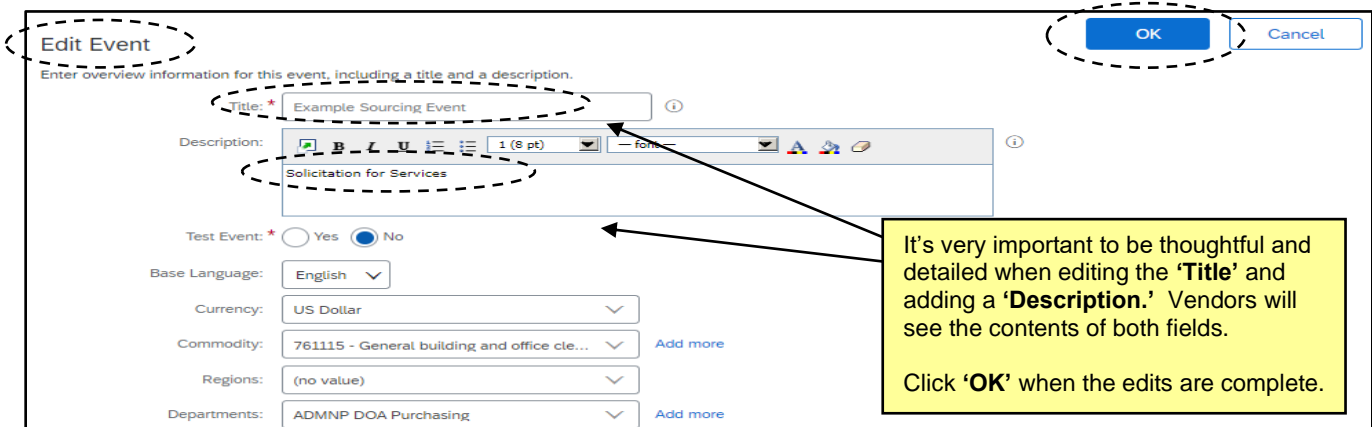 Edit Event
OK
Cancel
Enter overview information for this event, including a title and a description.
Title: * Example Sourcing Event
Description:
B I U 1 (8 pt) — font —
Solicitation for Services
Test Event: * Yes No
Base Language: English
Currency: US Dollar
Commodity: 761115 - General building and office cle... Add more
Regions: (no value)
Departments: ADMNP DOA Purchasing Add more
It’s very important to be thoughtful and
detailed when editing the ‘Title’ and
adding a ‘Description.’ Vendors will
see the contents of both fields.
Click ‘OK’ when the edits are complete.